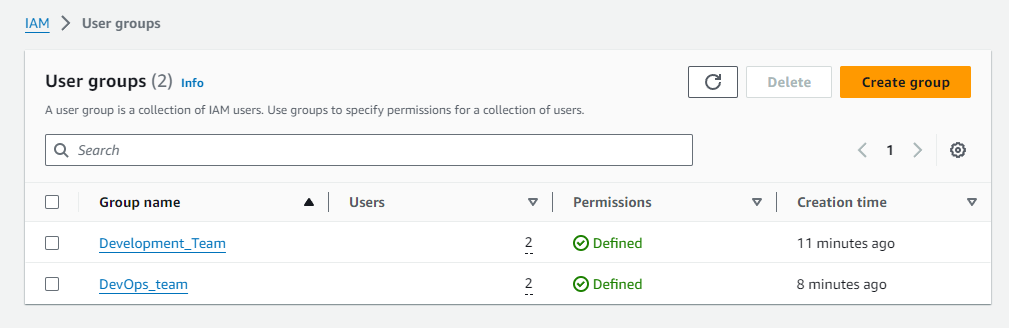 IAM > User groups
User groups (2) Info
Delete
Create group
A user group is a collection of IAM users. Use groups to specify permissions for a collection of users.
Search
1
Group name Users Permissions Creation time
Development_Team 2 Defined 11 minutes ago
DevOps_team 2 Defined 8 minutes ago